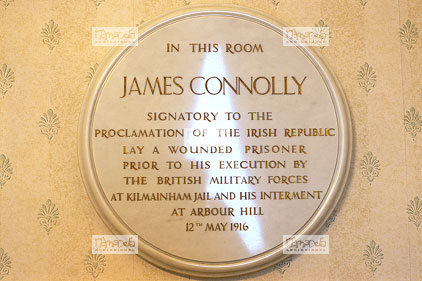 IN THIS ROOM
JAMES CONNOLLY
SIGNATORY TO THE
PROCLAMATION OF THE IRISH REPUBLIC
LAY A WOUNDED PRISONER
PRIOR TO HIS EXECUTION BY
THE BRITISH MILITARY FORCES
AT KILMAINHAM JAIL AND HIS INTERMENT
AT ARBOUR HILL
12TH MAY 1916